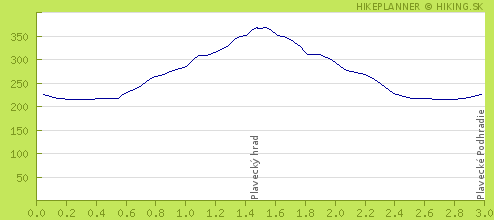 HIKEPLANNER © HIKING.SK
350
300
250
200
150
100
50
Plavecký hrad
Plavecké Podhradie
0.0 0.2 0.4 0.6 0.8 1.0 1.2 1.4 1.6 1.8 2.0 2.2 2.4 2.6 2.8 3.0